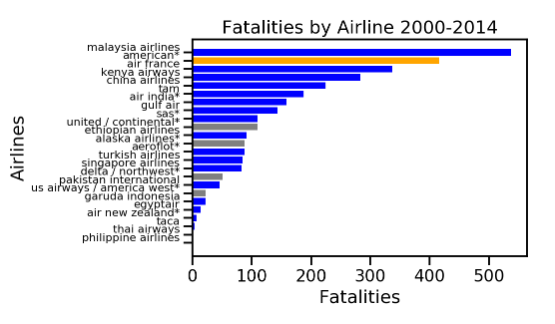 Fatalities by Airline 2000-2014
malaysia airlines
american*
air france
kenya airways
china airlines
tam
air india*
gulf air
sas*
united / continental*
ethiopian airlines
alaska airlines*
aeroflot*
turkish airlines
singapore airlines
delta / northwest*
pakistan international
us airways / america west*
garuda indonesia
egyptair
air new zealand*
taca
thai airways
philippine airlines
Airlines
0 100 200 300 400 500
Fatalities